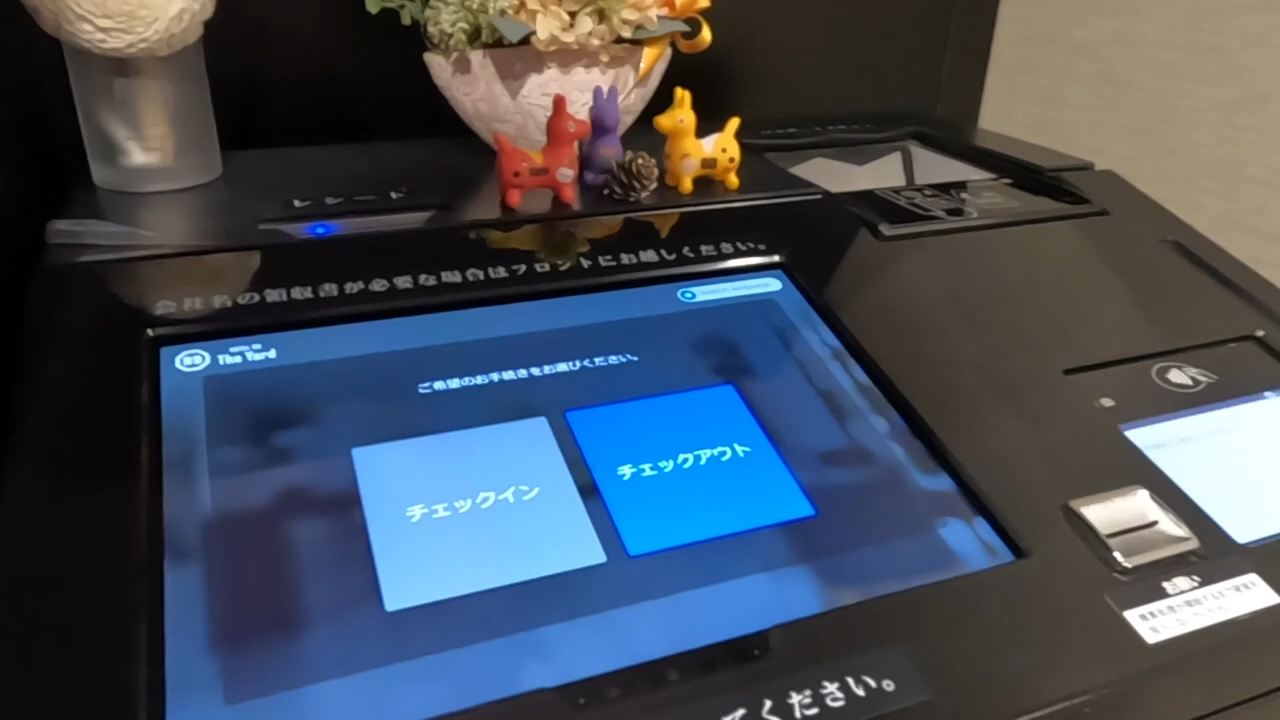 レシート
会社名の領収書が必要な場合はフロントにお越しください。
The Yard
Switch language
ご希望のお手続きをお選びください。
チェックイン
チェックアウト
お願い
てください。